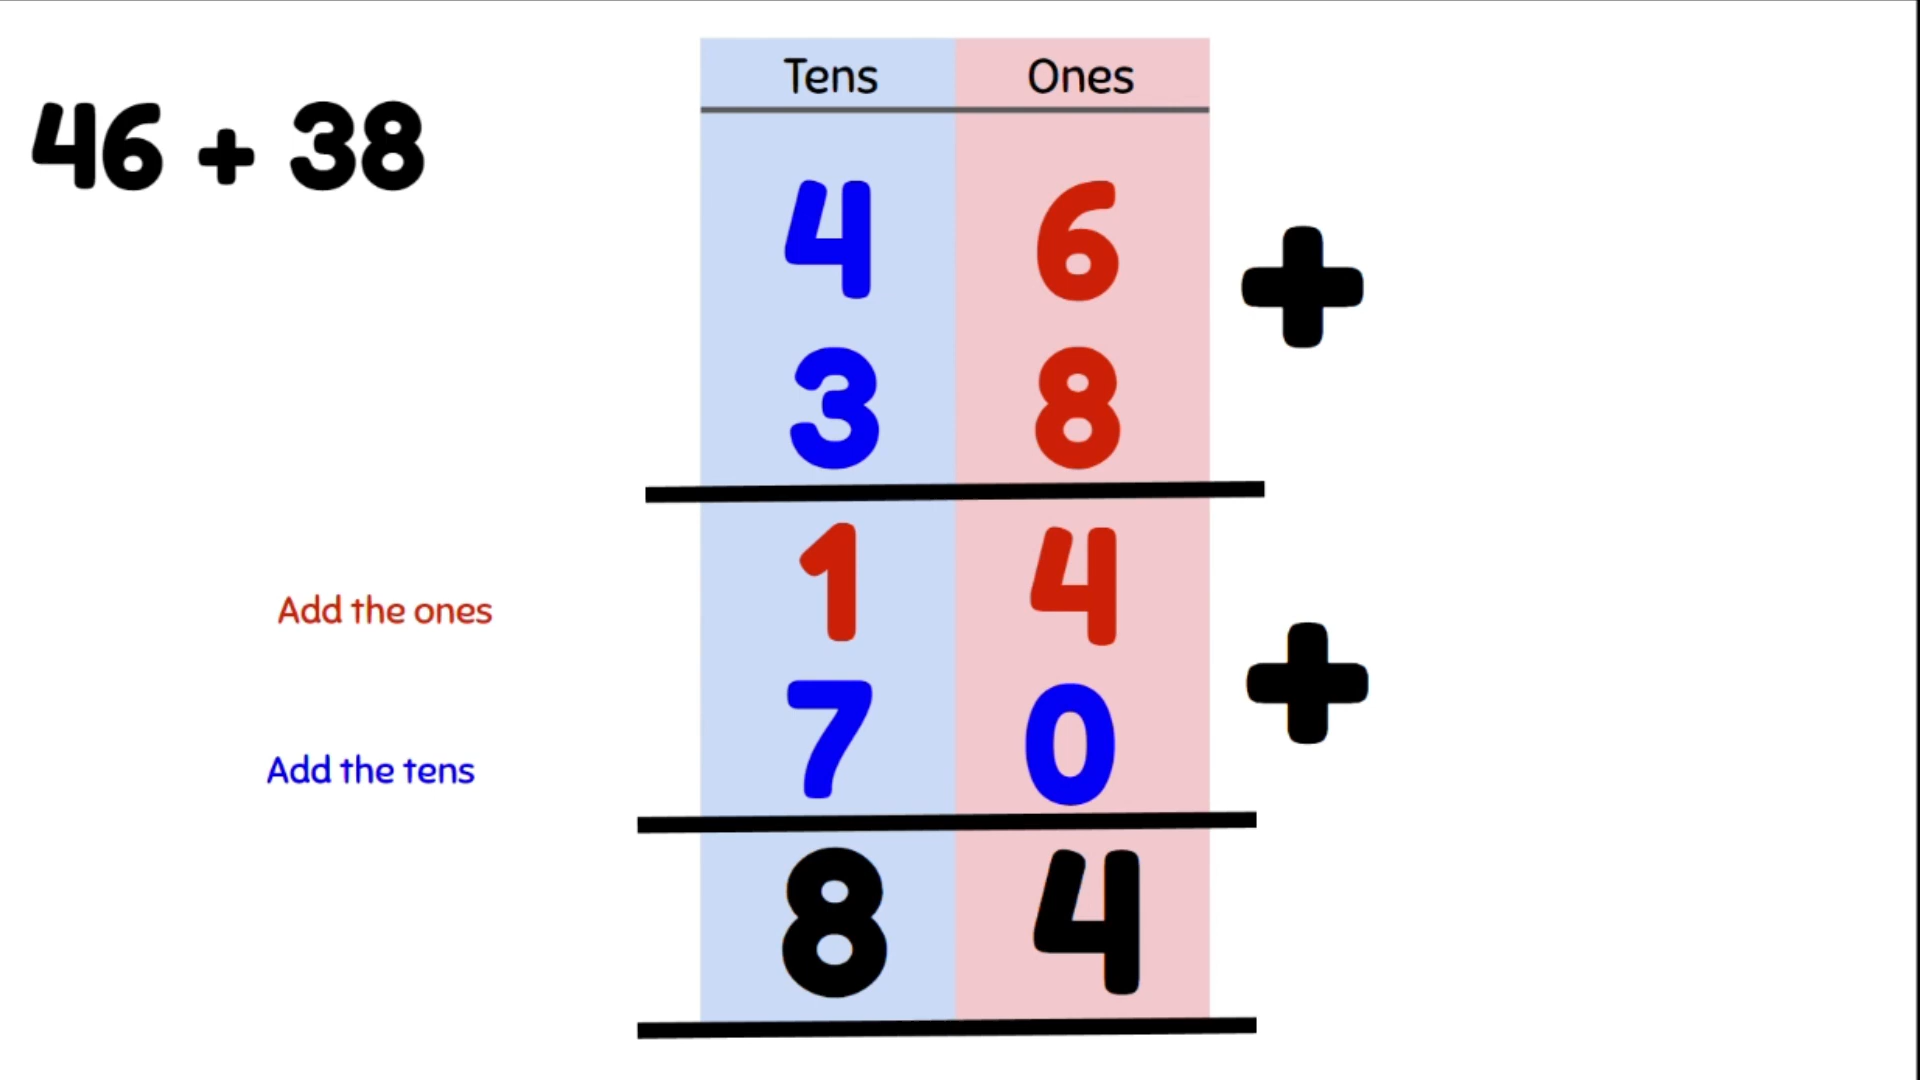 46 + 38
Tens Ones
4 6
+
3 8
Add the ones 1 4
+
Add the tens 7 0
8 4